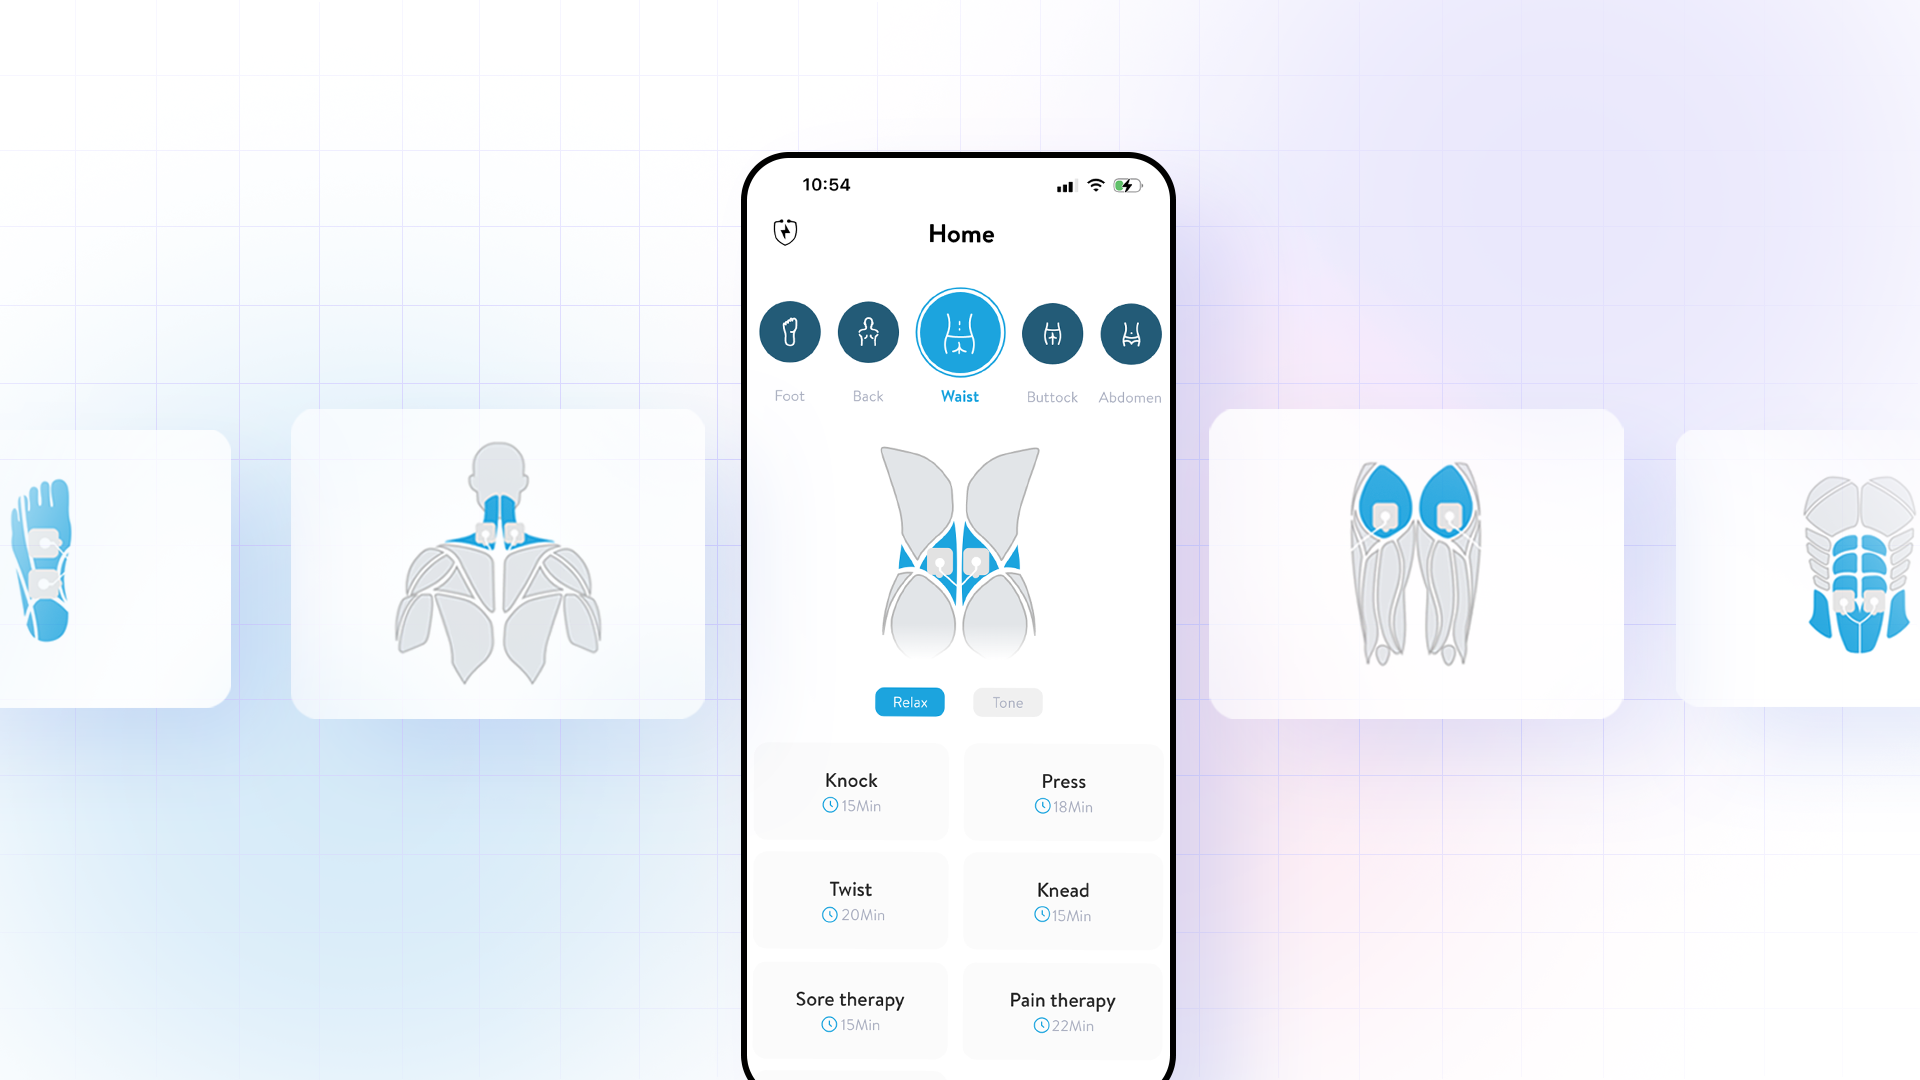 10:54
Home
Foot
Back
Waist
Buttock
Abdomen
Relax
Tone
Knock
15Min
Press
18Min
Twist
20Min
Knead
15Min
Sore therapy
15Min
Pain therapy
22Min